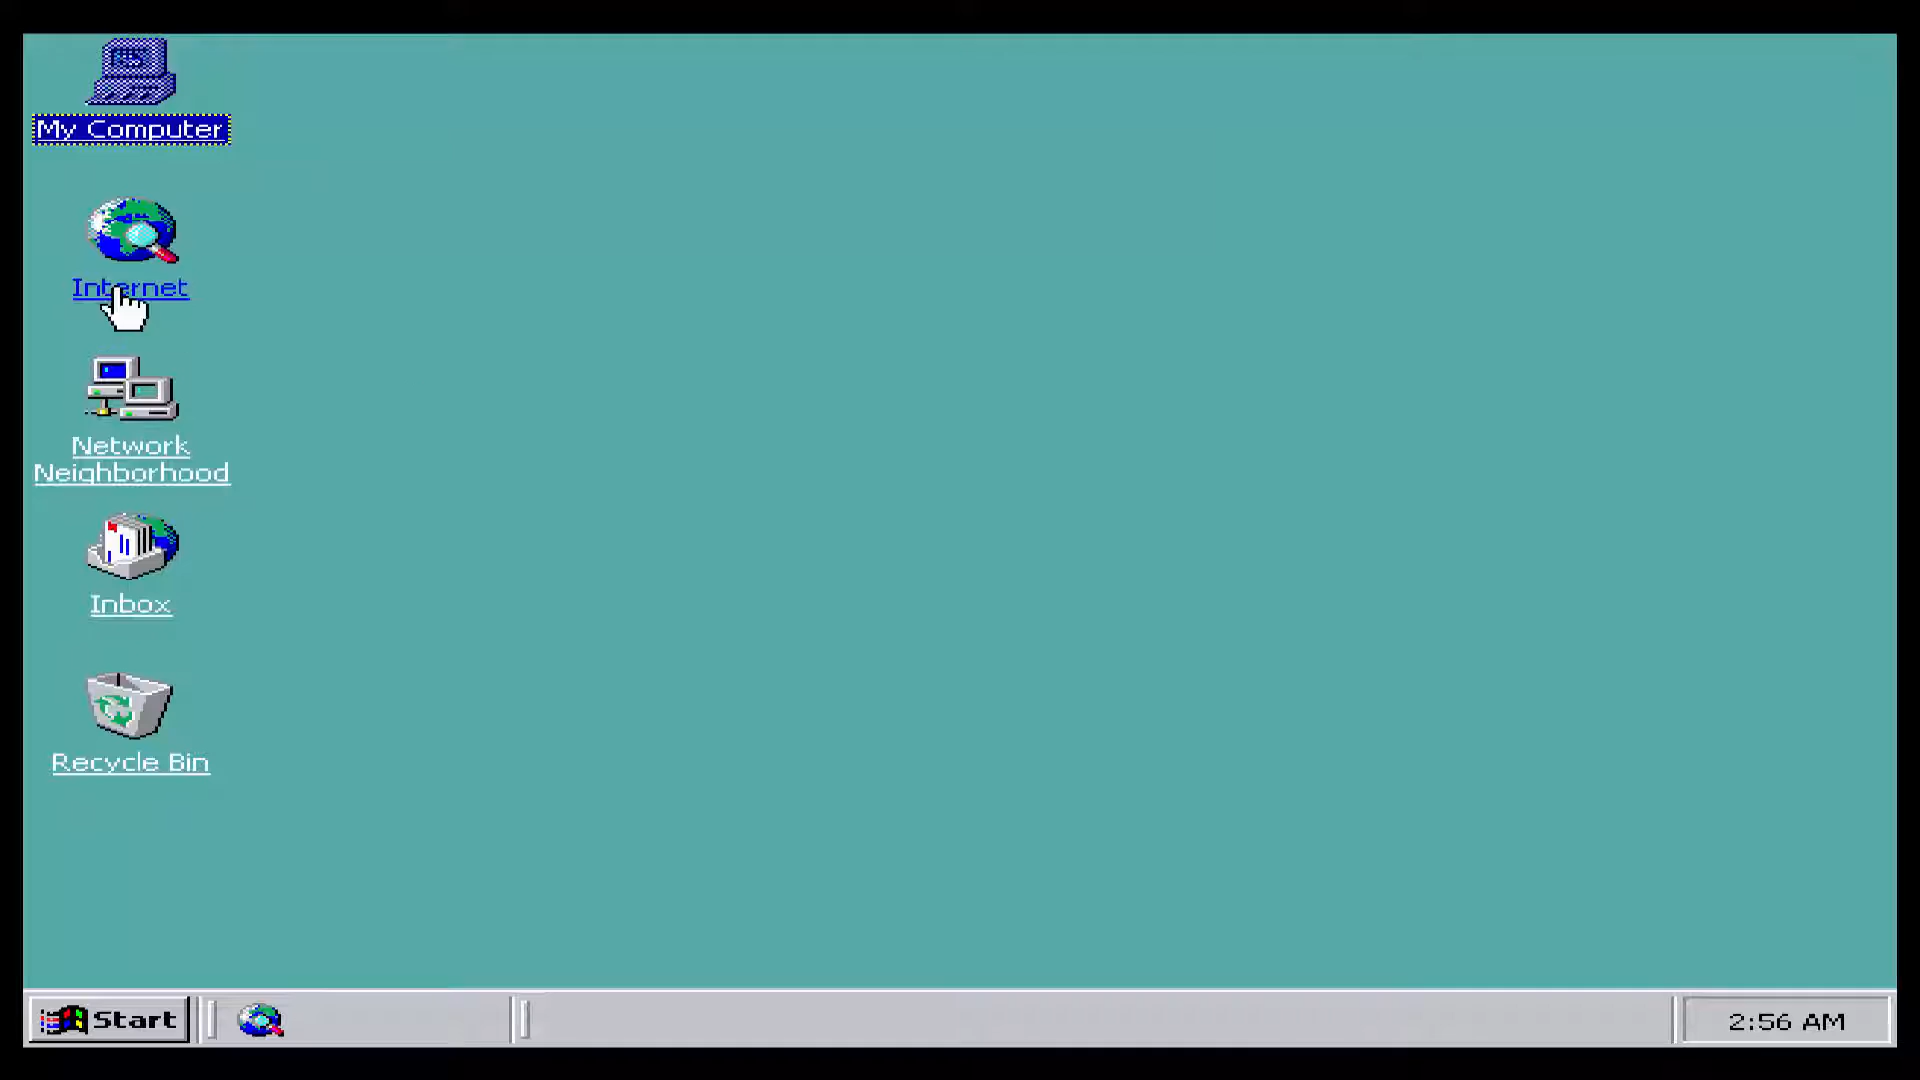 My Computer
Internet
Network
Neighborhood
Inbox
Recycle Bin
Start
2:56 AM